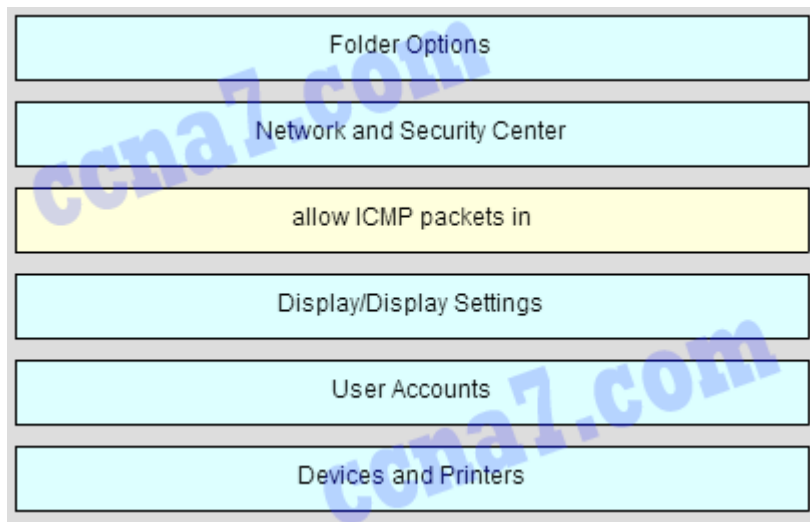 Folder Options
ccna7.com
Network and Security Center
allow ICMP packets in
Display/Display Settings
User Accounts
ccna7.com
Devices and Printers